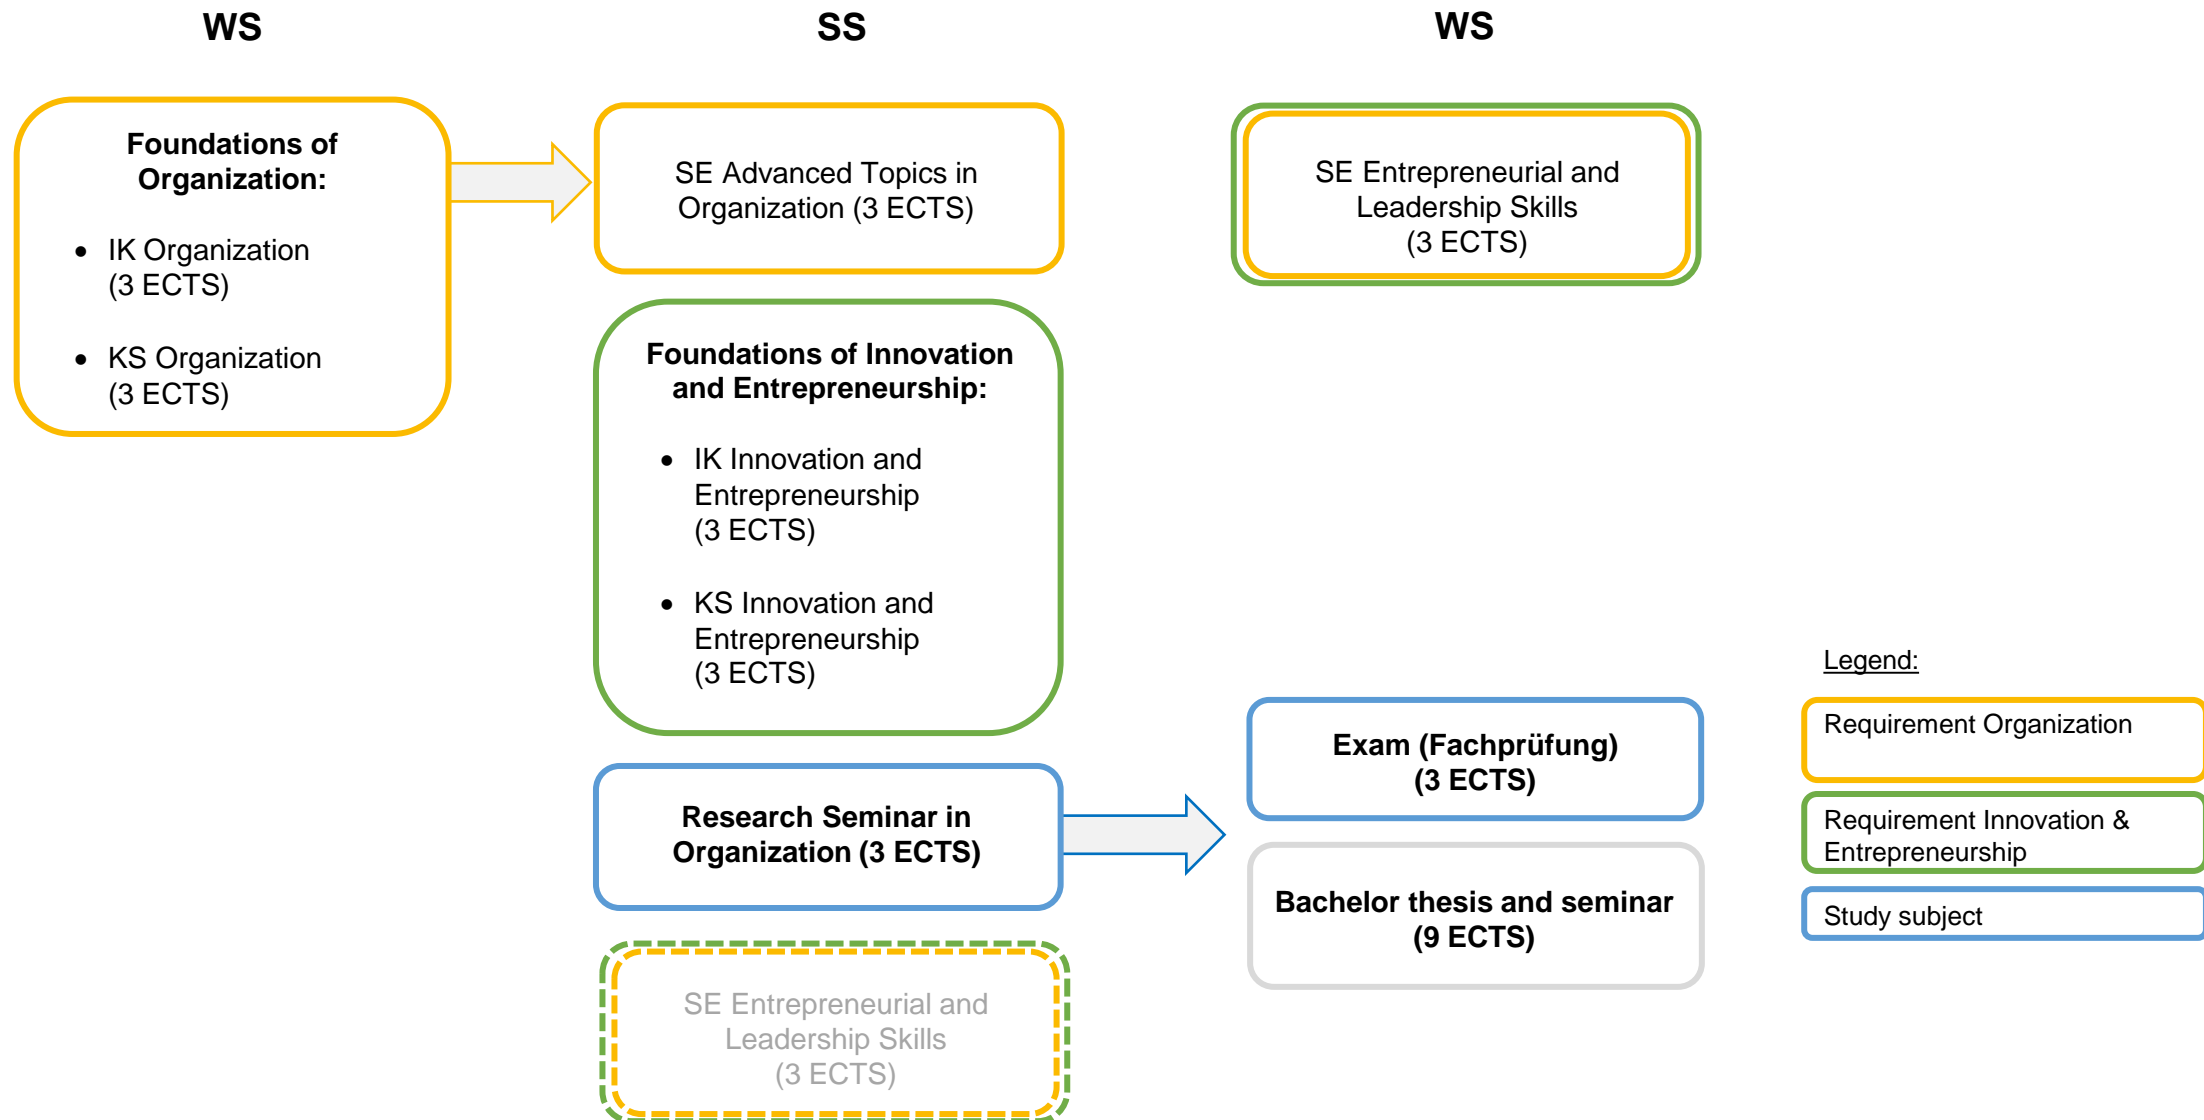 WS
SS
WS
Foundations of
Organization:
• IK Organization
(3 ECTS)
• KS Organization
(3 ECTS)
SE Advanced Topics in
Organization (3 ECTS)
SE Entrepreneurial and
Leadership Skills
(3 ECTS)
Foundations of Innovation
and Entrepreneurship:
• IK Innovation and
Entrepreneurship
(3 ECTS)
• KS Innovation and
Entrepreneurship
(3 ECTS)
Research Seminar in
Organization (3 ECTS)
Exam (Fachprüfung)
(3 ECTS)
Bachelor thesis and seminar
(9 ECTS)
SE Entrepreneurial and
Leadership Skills
(3 ECTS)
Legend:
Requirement Organization
Requirement Innovation &
Entrepreneurship
Study subject